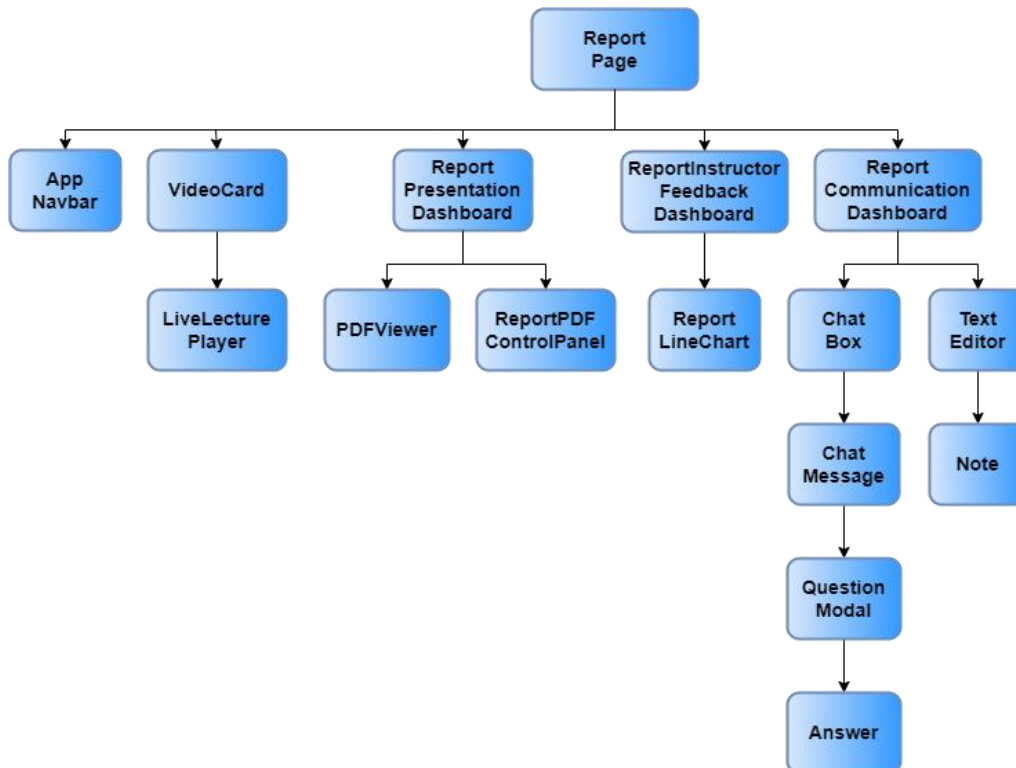 Report
Page
App
Navbar
VideoCard
Report
Presentation
Dashboard
ReportInstructor
Feedback
Dashboard
Report
Communication
Dashboard
LiveLecture
Player
PDFViewer
ReportPDF
ControlPanel
Report
LineChart
Chat
Box
Text
Editor
Chat
Message
Note
Question
Modal
Answer